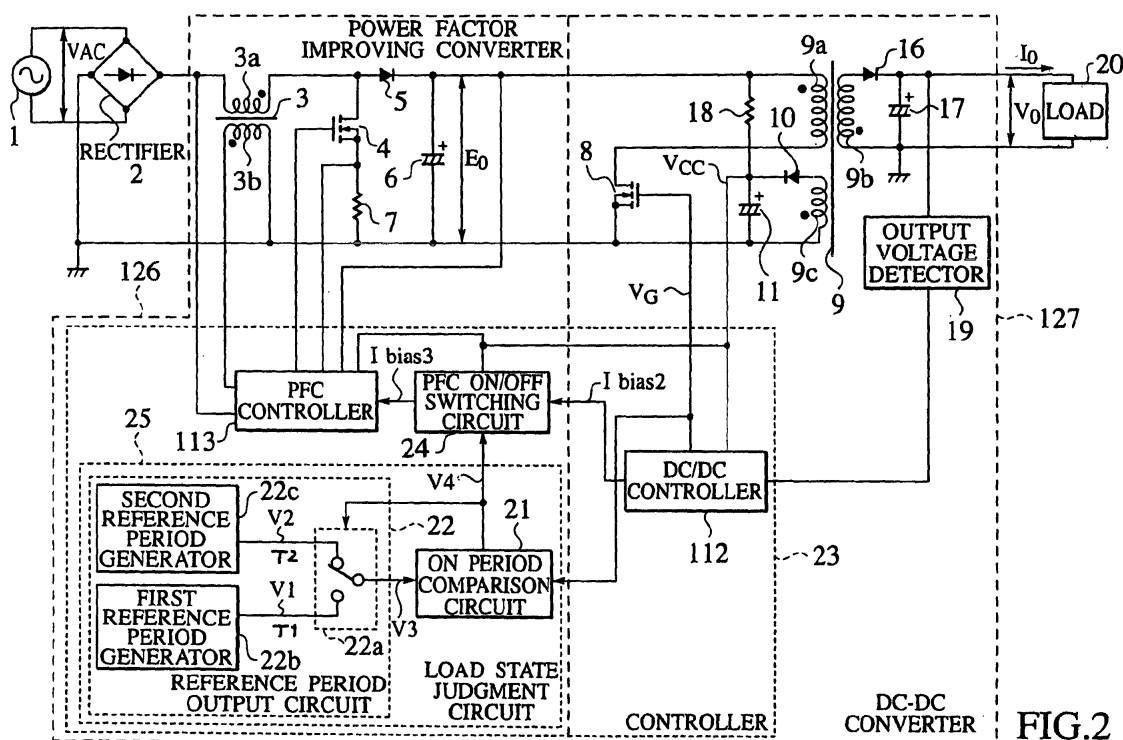 POWER FACTOR
IMPROVING CONVERTER
VAC
1
RECTIFIER
2
3a
3
3b
5
4
6
7
E0
18
10
9a
16
I0
20
8
VCC
17
V0
LOAD
9b
11
9c
9
VG
OUTPUT
VOLTAGE
DETECTOR
19
126
127
I bias3
I bias2
PFC
CONTROLLER
113
PFC ON/OFF
SWITCHING
CIRCUIT
24
25
V4
DC/DC
CONTROLLER
112
23
SECOND
REFERENCE
PERIOD
GENERATOR
22c
V2
T2
22
21
ON PERIOD
COMPARISON
CIRCUIT
FIRST
REFERENCE
PERIOD
GENERATOR
22b
V1
T1
22a
V3
REFERENCE PERIOD
OUTPUT CIRCUIT
LOAD STATE
JUDGMENT
CIRCUIT
CONTROLLER
DC-DC
CONVERTER
FIG.2